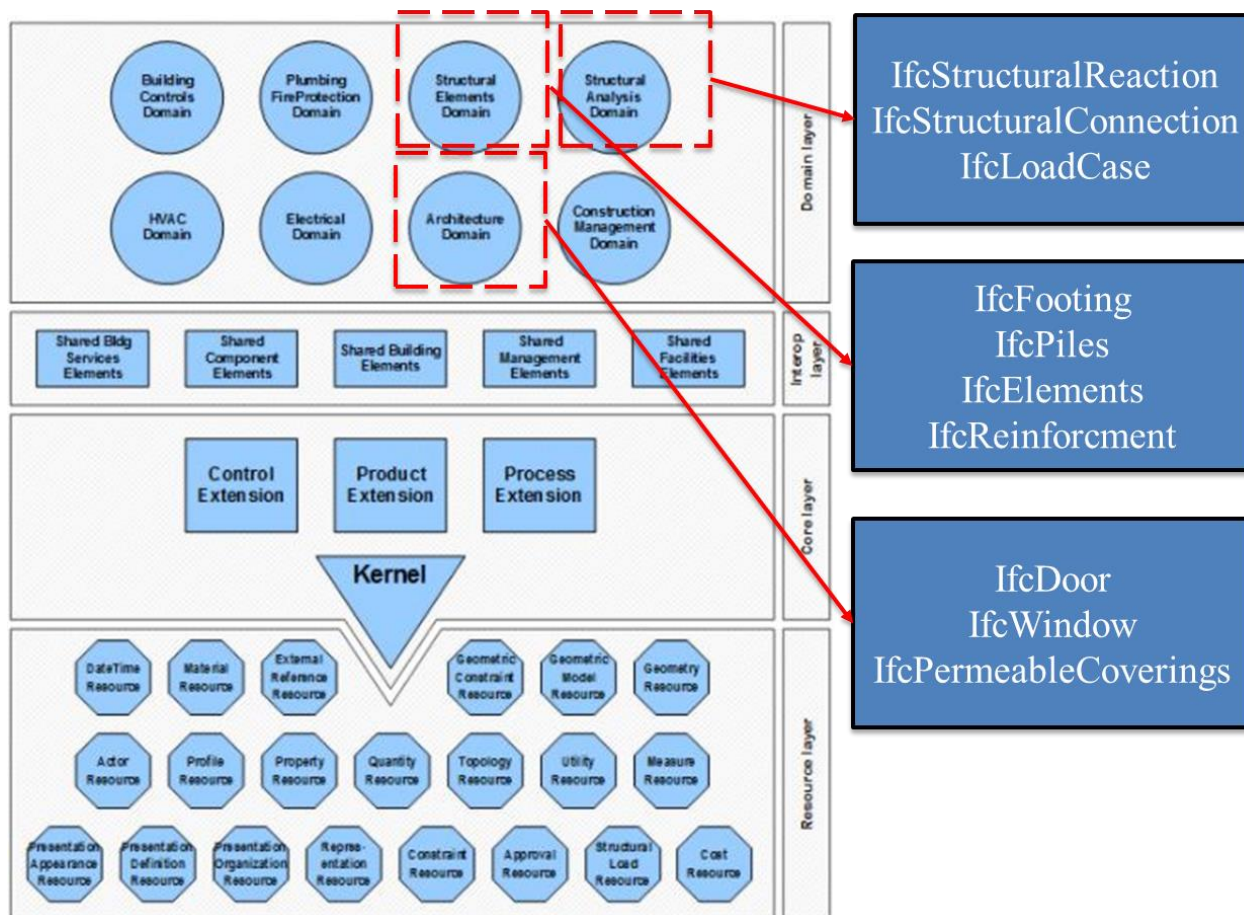 Building
Controls
Domain
Plumbing
FireProtection
Domain
Structural
Elements
Domain
Structural
Analysis
Domain
HVAC
Domain
Electrical
Domain
Architecture
Domain
Construction
Management
Domain
Domain layer
Shared Bldg
Services
Elements
Shared
Component
Elements
Shared Building
Elements
Shared
Management
Elements
Shared
Facilities
Elements
Interop
layer
Control
Extension
Product
Extension
Process
Extension
Kernel
Core layer
DateTime
Resource
Material
Resource
External
Reference
Resource
Geometric
Constraint
Resource
Geometric
Model
Resource
Geometry
Resource
Actor
Resource
Profile
Resource
Property
Resource
Quantity
Resource
Topology
Resource
Utility
Resource
Measure
Resource
Presentation
Appearance
Resource
Presentation
Definition
Resource
Presentation
Organization
Resource
Repre-
sentation
Resource
Constraint
Resource
Approval
Resource
Structural
Load
Resource
Cost
Resource
Resource layer
IfcStructuralReaction
IfcStructuralConnection
IfcLoadCase
IfcFooting
IfcPiles
IfcElements
IfcReinforcment
IfcDoor
IfcWindow
IfcPermeableCoverings